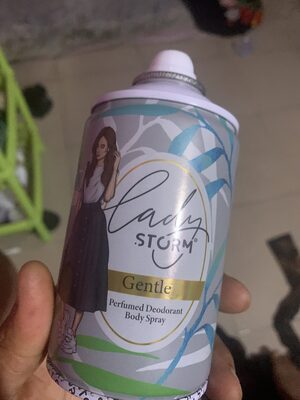 lady
STORM®
Gentle
Perfumed Deodorant
Body Spray